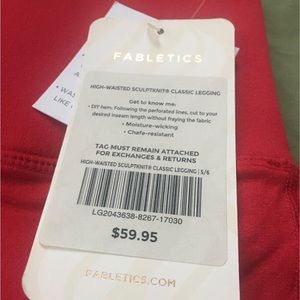 FABLETICS
HIGH-WAISTED SCULPTKNIT® CLASSIC LEGGING
Get to know me:
• DIY hem: Following the perforated lines, cut to your
desired inseam length without fraying the fabric
• Moisture-wicking
• Chafe-resistant
TAG MUST REMAIN ATTACHED
FOR EXCHANGES & RETURNS
HIGH-WAISTED SCULPTKNIT® CLASSIC LEGGING | S/6
LG2043638-8267-17030
$59.95
FABLETICS.COM
• WAS
LIKE